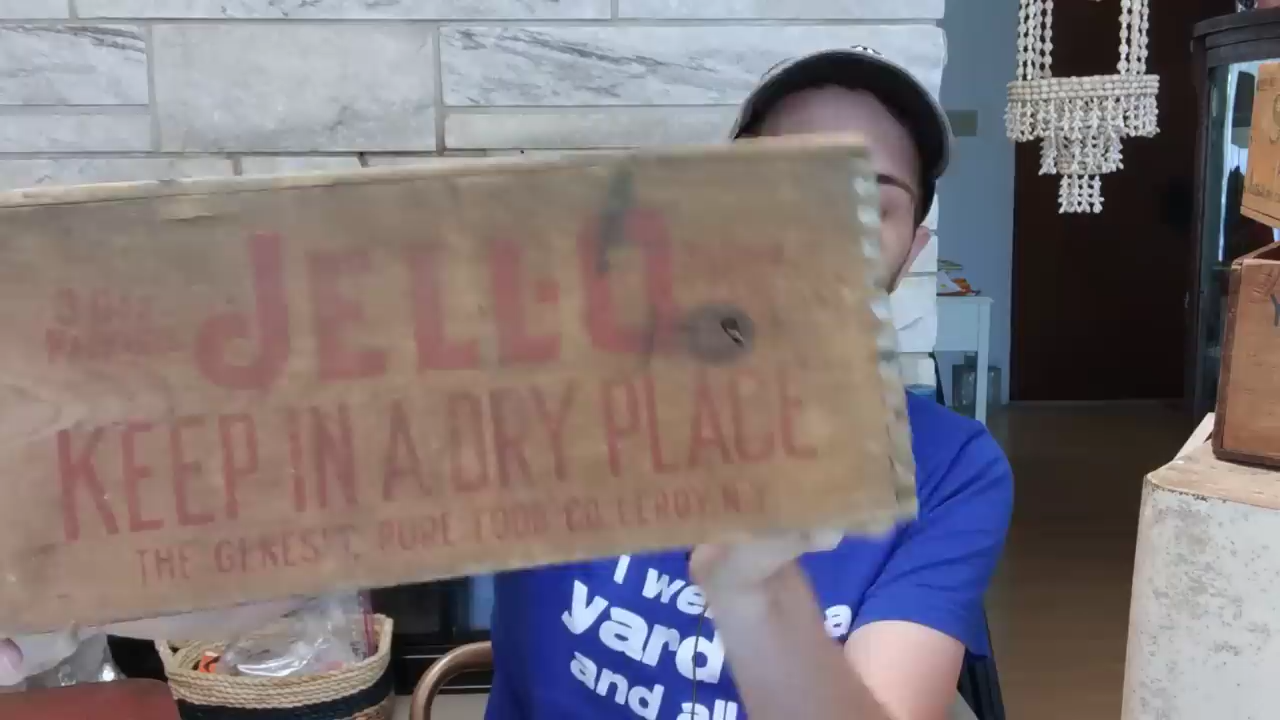 JELL-O
KEEP IN A DRY PLACE
THE GENESEE PURE FOOD CO. LEROY, N.Y.
I we
yard a
and all